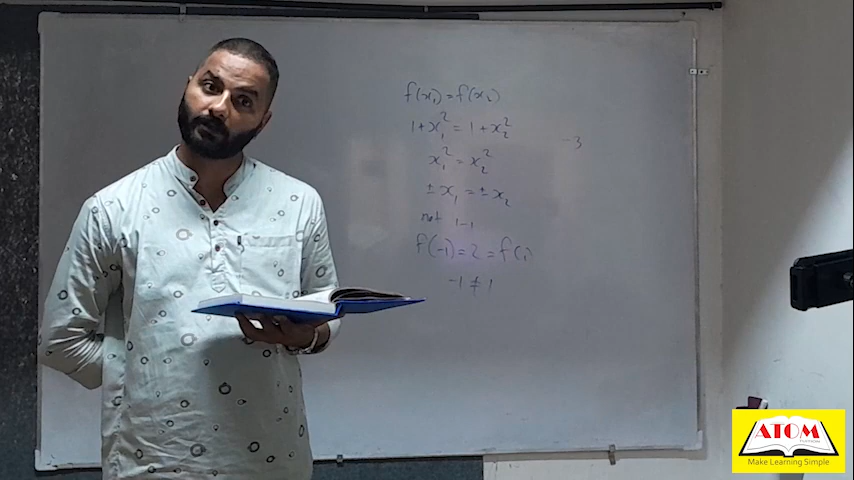 f(x₁) = f(x₂)
1+x₁² = 1+x₂²
-3
x₁² = x₂²
± x₁ = ± x₂
not 1-1
f(-1) = 2 = f(1)
-1 ≠ 1
ATOM
TUITION
Make Learning Simple